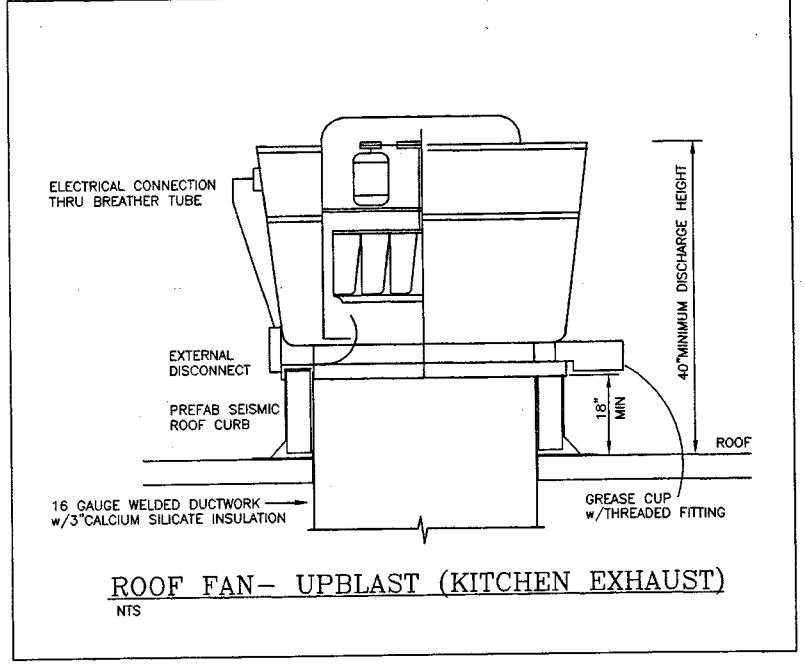 ELECTRICAL CONNECTION
THRU BREATHER TUBE
40"MINIMUM DISCHARGE HEIGHT
EXTERNAL
DISCONNECT
PREFAB SEISMIC
ROOF CURB
18"
MIN
ROOF
16 GAUGE WELDED DUCTWORK
w/3"CALCIUM SILICATE INSULATION
GREASE CUP
w/THREADED FITTING
ROOF FAN- UPBLAST (KITCHEN EXHAUST)
NTS